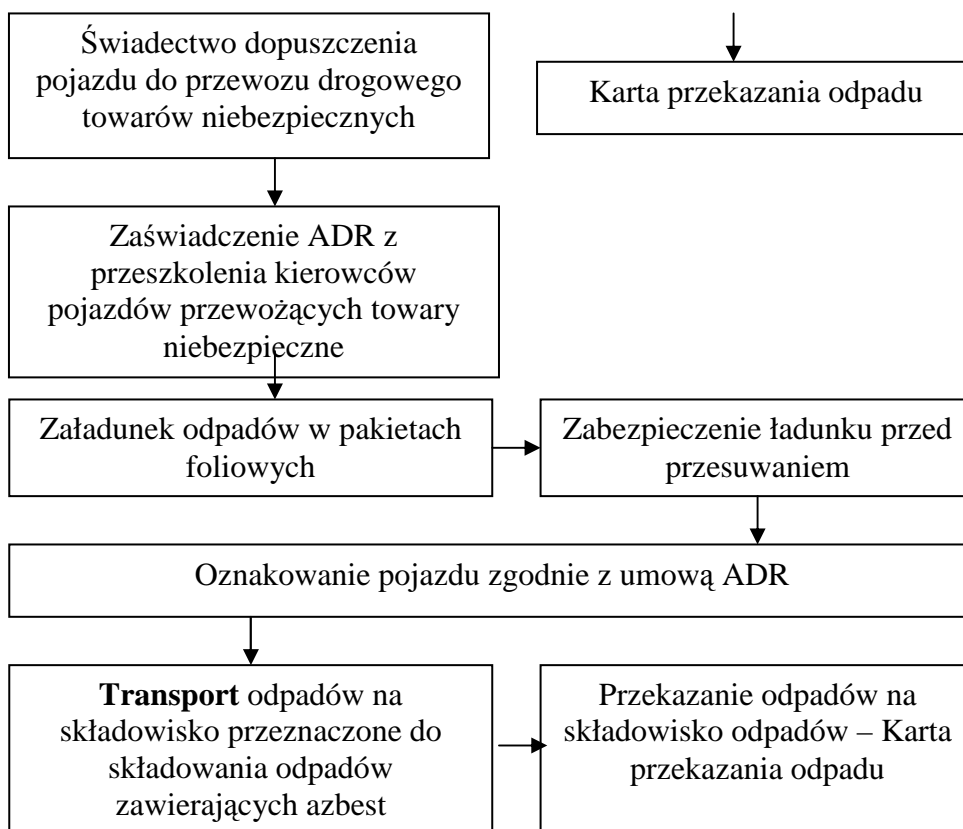 Świadectwo dopuszczenia
pojazdu do przewozu drogowego
towarów niebezpiecznych
Karta przekazania odpadu
Zaświadczenie ADR z
przeszkolenia kierowców
pojazdów przewożących towary
niebezpieczne
Załadunek odpadów w pakietach
foliowych
Zabezpieczenie ładunku przed
przesuwaniem
Oznakowanie pojazdu zgodnie z umową ADR
Transport odpadów na
składowisko przeznaczone do
składowania odpadów
zawierających azbest
Przekazanie odpadów na
składowisko odpadów – Karta
przekazania odpadu